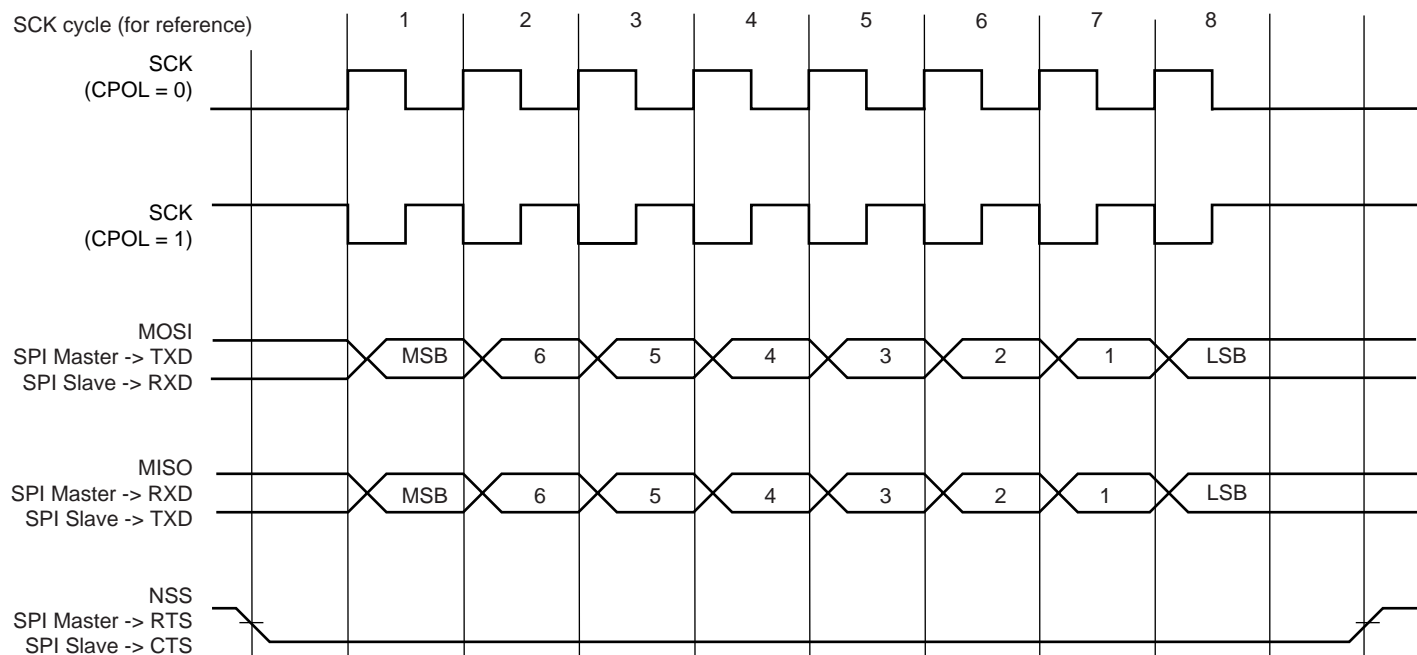 SCK cycle (for reference)
1 2 3 4 5 6 7 8
SCK
(CPOL = 0)
SCK
(CPOL = 1)
MOSI
SPI Master -> TXD
SPI Slave -> RXD
MSB 6 5 4 3 2 1 LSB
MISO
SPI Master -> RXD
SPI Slave -> TXD
MSB 6 5 4 3 2 1 LSB
NSS
SPI Master -> RTS
SPI Slave -> CTS